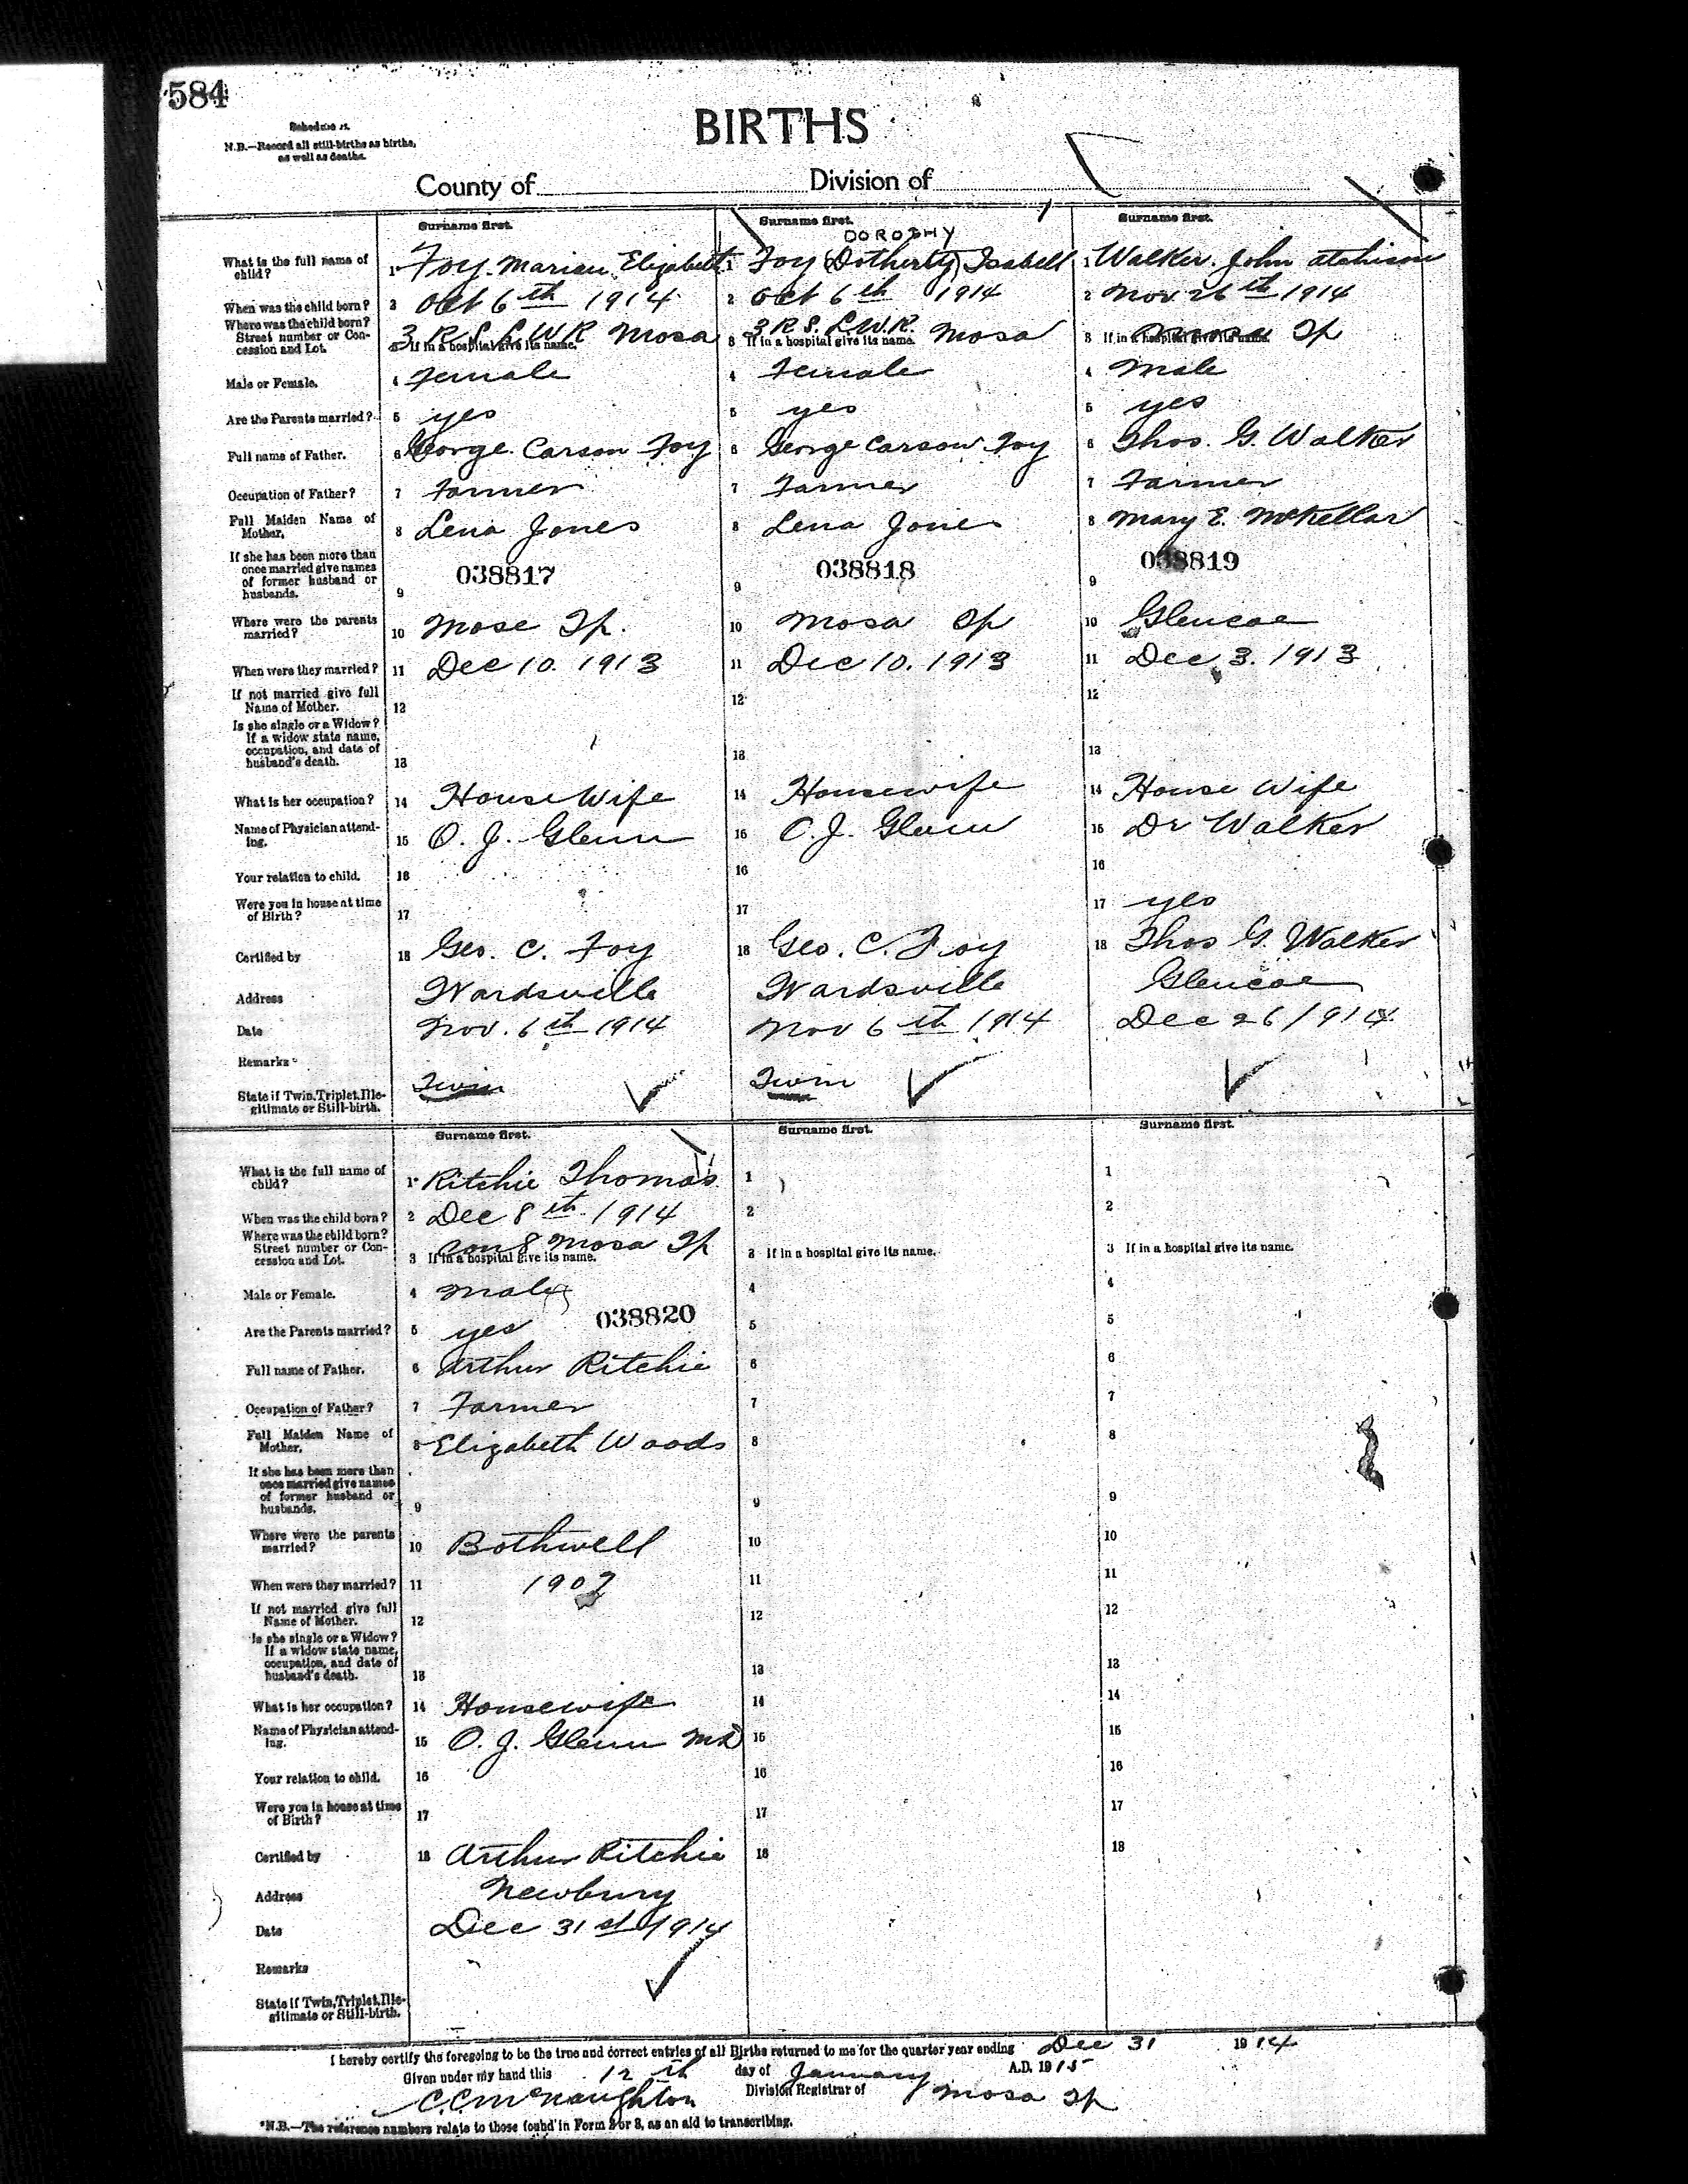 584
Schedule A.
N.B.—Record all still-births as births,
as well as deaths.
BIRTHS
County of
Division of
Surname first.
Surname first.
Surname first.
DOROTHY
What is the full name of child?
1 Foy. Marian Elizabeth
1 Foy (Dotherty) Isabell
1 Walker. John Atchison
When was the child born?
2 Oct 6th 1914
2 Oct 6th 1914
2 Nov 26th 1914
Where was the child born? Street number or Concession and Lot.
3 R S. L.W.R Mosa
3 If in a hospital give its name.
3 R S. L.W.R. Mosa
3 If in a hospital give its name.
Mosa Tp
3 If in a hospital give its name.
Male or Female.
4 Female
4 Female
4 Male
Are the Parents married?
5 yes
5 yes
5 yes
Full name of Father.
6 George. Carson Foy
6 George Carson Foy
6 Thos. G. Walker
Occupation of Father?
7 Farmer
7 Farmer
7 Farmer
Full Maiden Name of Mother.
8 Lena Jones
8 Lena Jones
8 Mary E. McKellar
If she has been more than once married give names of former husband or husbands.
9 038817
9 038818
9 038819
Where were the parents married?
10 Mose Tp.
10 Mosa Tp
10 Glencoe
When were they married?
11 Dec 10. 1913
11 Dec 10. 1913
11 Dec. 3. 1913
If not married give full Name of Mother.
12
12
12
Is she single or a Widow? If a widow state name, occupation, and date of husband's death.
13
13
13
What is her occupation?
14 House Wife
14 Housewife
14 House Wife
Name of Physician attending.
15 O. J. Glenn
15 O. J. Glenn
15 Dr Walker
Your relation to child.
16
16
16
Were you in house at time of Birth?
17
17
17 yes
Certified by
18 Geo. C. Foy
18 Geo. C. Foy
18 Thos G. Walker
Address
Wardsville
Wardsville
Glencoe
Date
Nov. 6th 1914
Nov 6th 1914
Dec 26 1914
Remarks
State if Twin, Triplet, Illegitimate or Still-birth.
Twin
Twin
Surname first.
Surname first.
Surname first.
What is the full name of child?
1 Ritchie Thomas
1
1
When was the child born?
2 Dec 8th 1914
2
2
Where was the child born? Street number or Concession and Lot.
Con 8 Mosa Tp
3 If in a hospital give its name.
3 If in a hospital give its name.
3 If in a hospital give its name.
Male or Female.
4 Male
4
4
038820
Are the Parents married?
5 yes
5
5
Full name of Father.
6 Arthur Ritchie
6
6
Occupation of Father?
7 Farmer
7
7
Full Maiden Name of Mother.
8 Elizabeth Woods
8
8
If she has been more than once married give names of former husband or husbands.
9
9
9
Where were the parents married?
10 Bothwell
10
10
When were they married?
11 1907
11
11
If not married give full Name of Mother.
12
12
12
Is she single or a Widow? If a widow state name, occupation, and date of husband's death.
13
13
13
What is her occupation?
14 Housewife
14
14
Name of Physician attending.
15 O. J. Glenn MD
15
15
Your relation to child.
16
16
16
Were you in house at time of Birth?
17
17
17
Certified by
18 Arthur Ritchie
18
18
Address
Newbury
Date
Dec 31st 1914
Remarks
State if Twin, Triplet, Illegitimate or Still-birth.
I hereby certify the foregoing to be the true and correct entries of all Births returned to me for the quarter year ending Dec 31 1914
Given under my hand this 12th day of January A.D. 1915
C.C. McNaughton Division Registrar of Mosa Tp
*N.B.—The reference numbers relate to those found in Form 2 or 3, as an aid to transcribing.